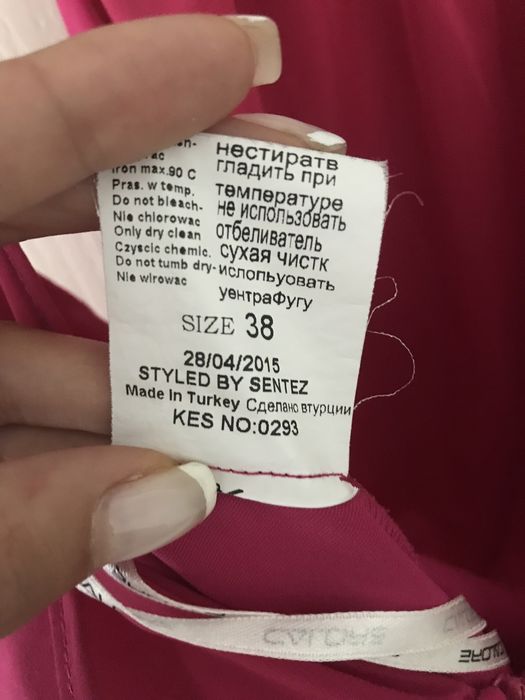 нестиратв
гладить при
Iron max.90 C
Pras. w temp.
температуре
Do not bleach-
не использовать
Nie chlorowac
Only dry clean
отбеливатель
сухая чистк
Czyscic chemic.
Do not tumb dry-
испольуовать
Nie wirowac
уентраФугу
SIZE 38
28/04/2015
STYLED BY SENTEZ
Made In Turkey Сделано втурции
KES NO:0293